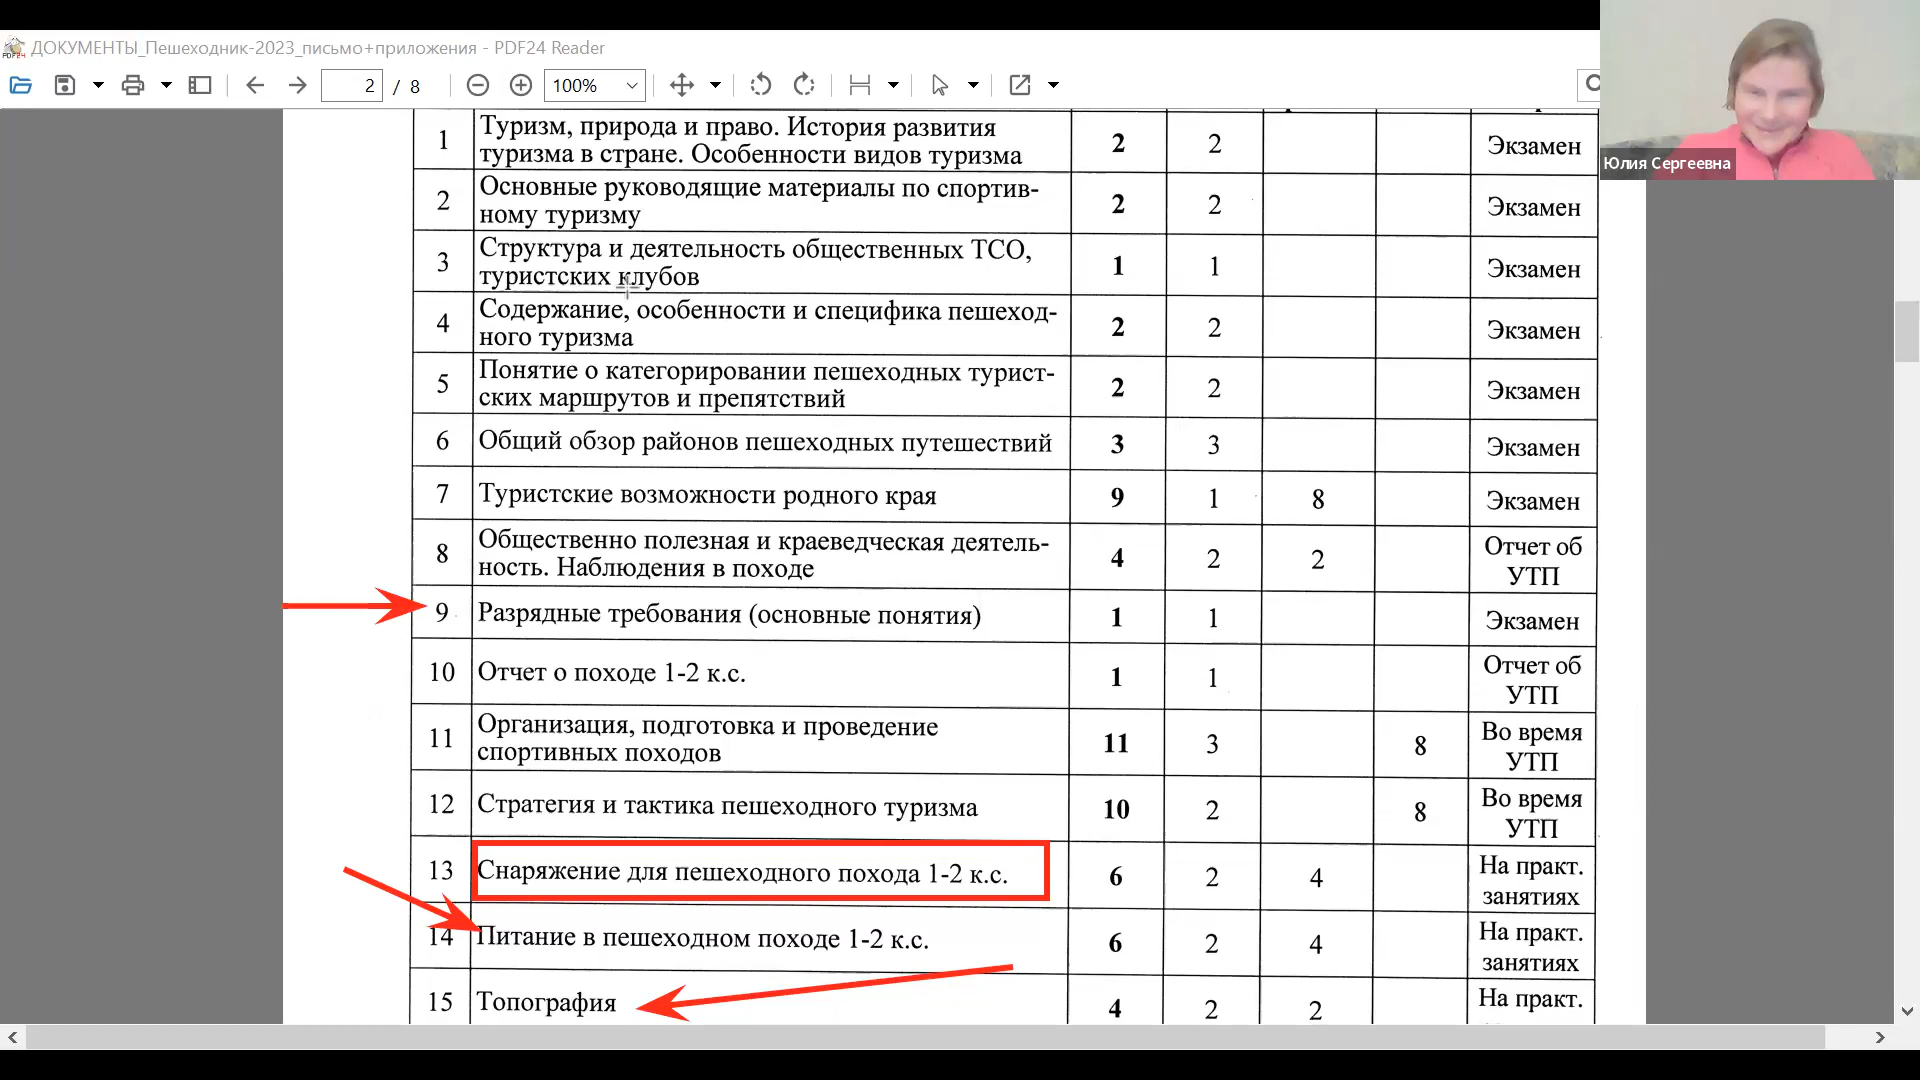 ДОКУМЕНТЫ_Пешеходник-2023_письмо+приложения - PDF24 Reader
2 / 8 100%
1 Туризм, природа и право. История развития
туризма в стране. Особенности видов туризма 2 2 Экзамен
2 Основные руководящие материалы по спортив-
ному туризму 2 2 Экзамен
3 Структура и деятельность общественных ТСО,
туристских клубов 1 1 Экзамен
4 Содержание, особенности и специфика пешеход-
ного туризма 2 2 Экзамен
5 Понятие о категорировании пешеходных турист-
ских маршрутов и препятствий 2 2 Экзамен
6 Общий обзор районов пешеходных путешествий 3 3 Экзамен
7 Туристские возможности родного края 9 1 8 Экзамен
8 Общественно полезная и краеведческая деятель- 4 2 2 Отчет об
ность. Наблюдения в походе УТП
9 Разрядные требования (основные понятия) 1 1 Экзамен
10 Отчет о походе 1-2 к.с. 1 1 Отчет об
УТП
11 Организация, подготовка и проведение 11 3 8 Во время
спортивных походов УТП
12 Стратегия и тактика пешеходного туризма 10 2 8 Во время
УТП
13 Снаряжение для пешеходного похода 1-2 к.с. 6 2 4 На практ.
занятиях
14 Питание в пешеходном походе 1-2 к.с. 6 2 4 На практ.
занятиях
15 Топография 4 2 2 На практ.
Юлия Сергеевна